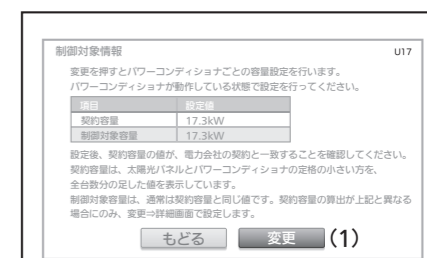 制御対象情報 U17
変更を押すとパワーコンディショナごとの容量設定を行います。
パワーコンディショナが動作している状態で設定を行ってください。
項目 設定値
契約容量 17.3kW
制御対象容量 17.3kW
設定後、契約容量の値が、電力会社の契約と一致することを確認してください。
契約容量は、太陽光パネルとパワーコンディショナの定格の小さい方を、
全台数分の足した値を表示しています。
制御対象容量は、通常は契約容量と同じ値です。契約容量の算出が上記と異なる
場合にのみ、変更⇒詳細画面で設定します。
もどる 変更 (1)